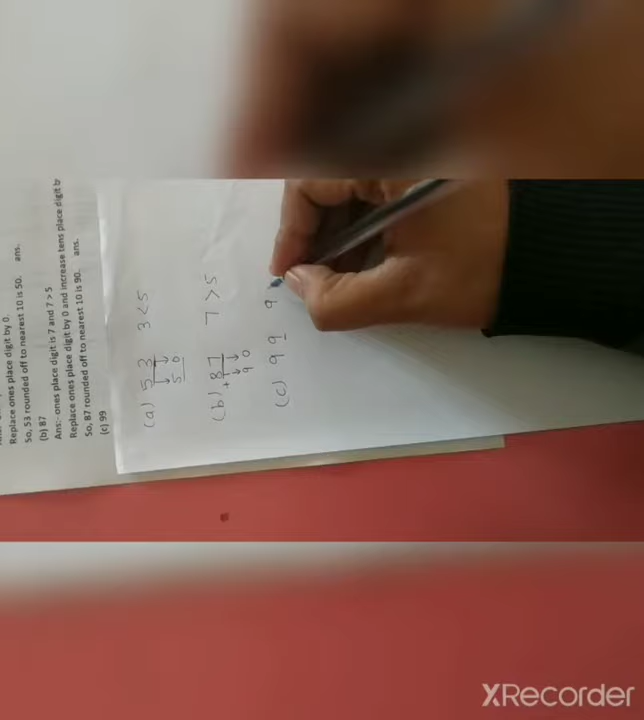 Replace ones place digit by 0.
So, 53 rounded off to nearest 10 is 50. ans.
(b) 87
Ans:- ones place digit is 7 and 7 > 5
Replace ones place digit by 0 and increase tens place digit b
So, 87 rounded off to nearest 10 is 90. ans.
(c) 99
(a) 53 3 < 5
50
(b) 87 7 > 5
+
90
(c) 99 9
XRecorder